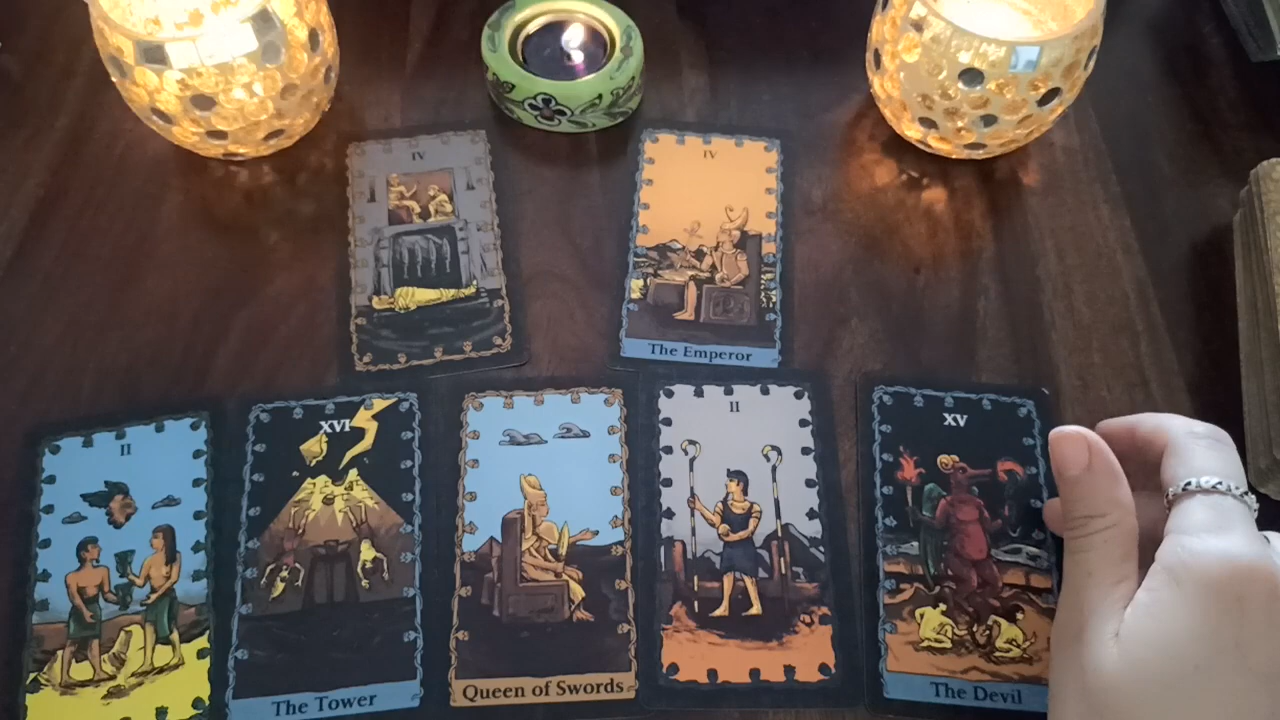 IV
IV
The Emperor
II
XVI
The Tower
Queen of Swords
II
XV
The Devil